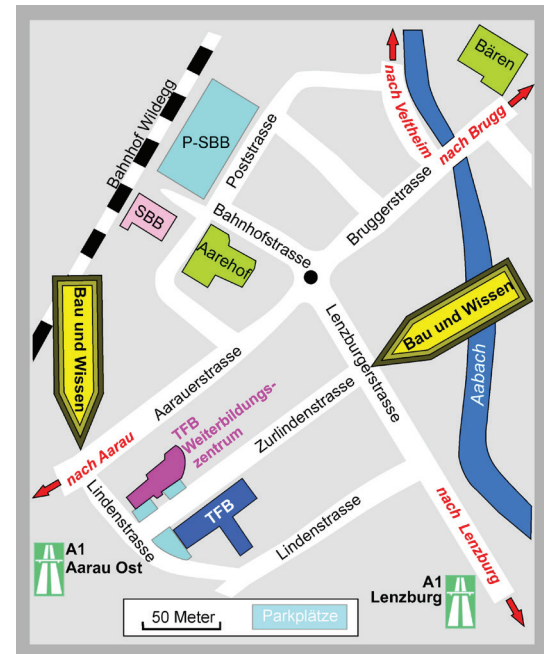 Bären
nach Veltheim
nach Brugg
Bahnhof Wildegg
P-SBB
Poststrasse
SBB
Bahnhofstrasse
Bruggerstrasse
Aarehof
Bau und Wissen
Bau und Wissen
Lenzburgerstrasse
Aabach
Aarauerstrasse
TFB
Weiterbildungs-
zentrum
Zurlindenstrasse
nach Aarau
Lindenstrasse
TFB
Lindenstrasse
nach Lenzburg
A1
Aarau Ost
A1
Lenzburg
50 Meter
Parkplätze